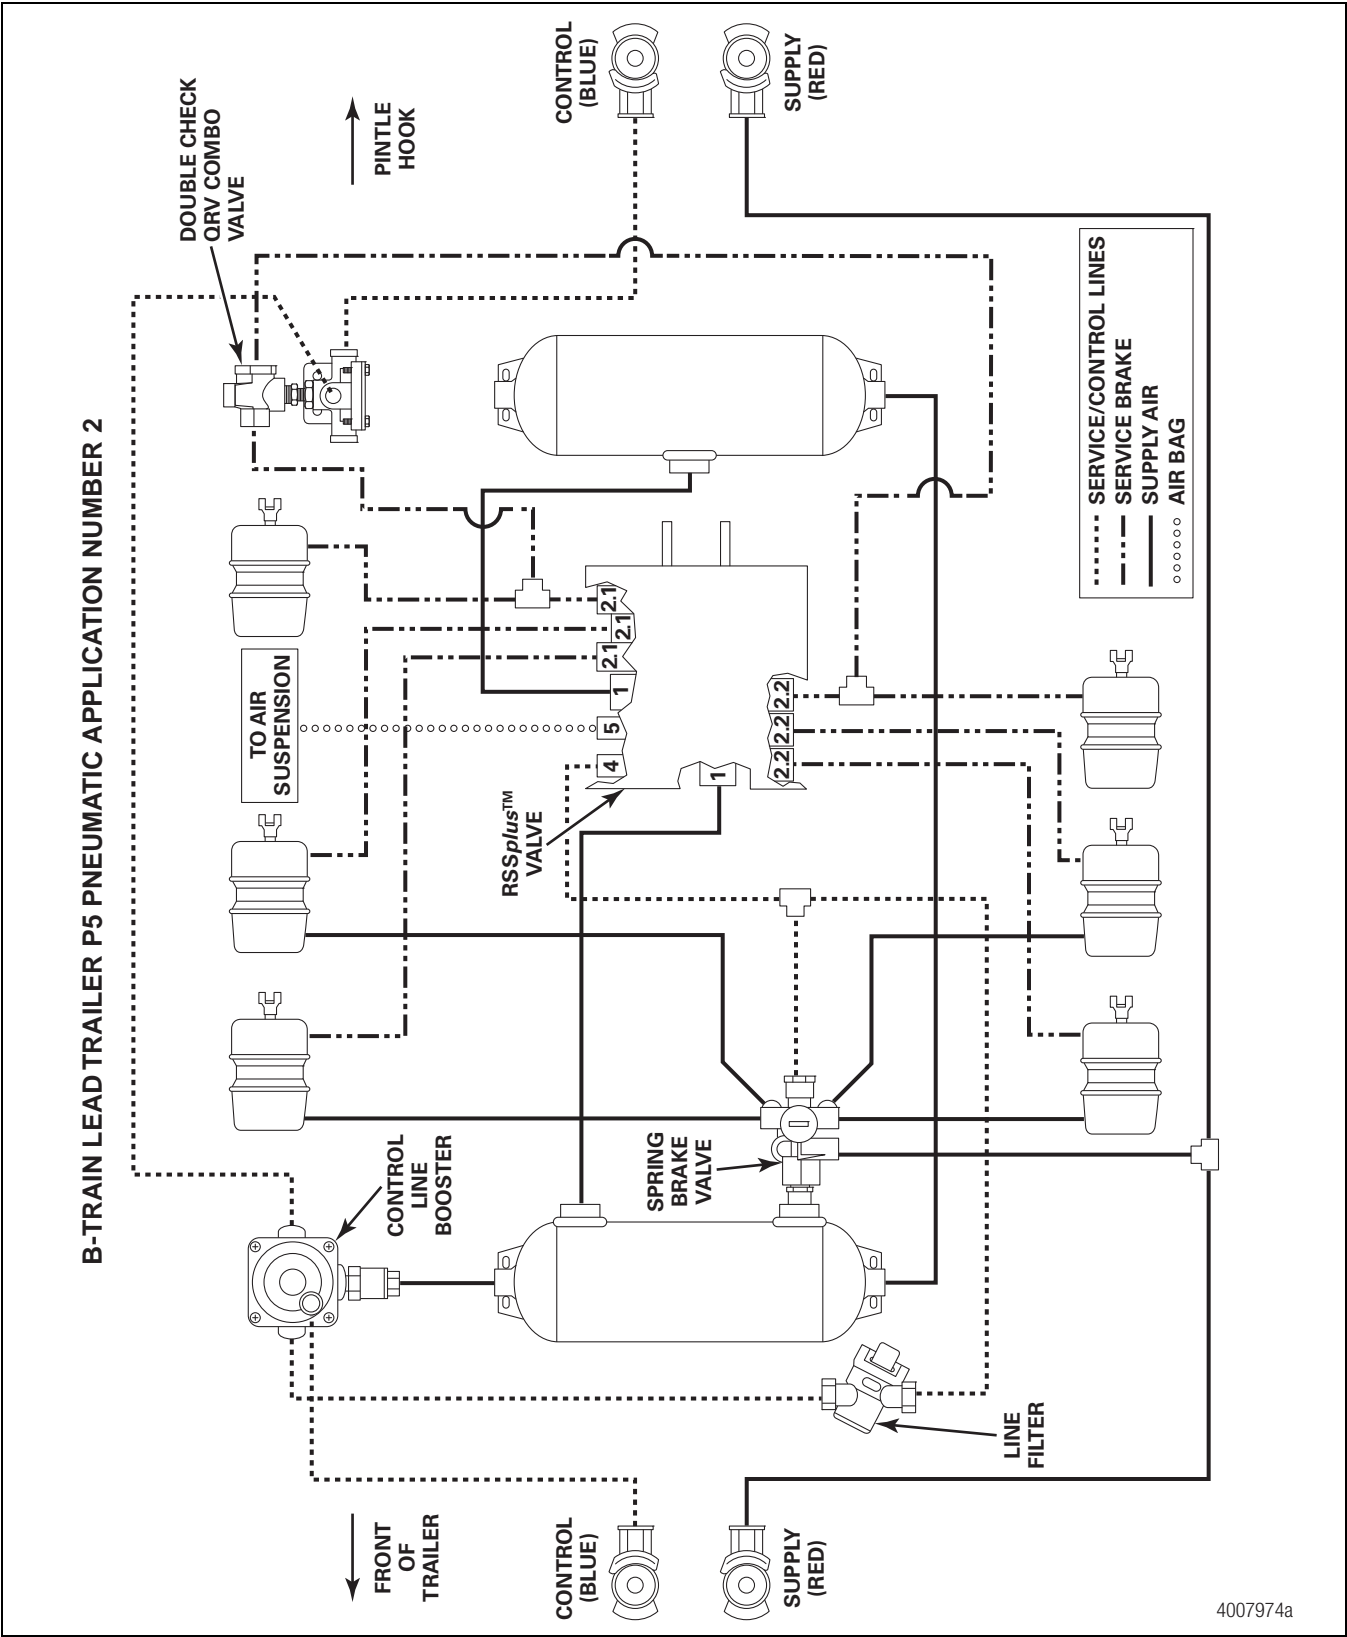 B-TRAIN LEAD TRAILER P5 PNEUMATIC APPLICATION NUMBER 2
FRONT
OF
TRAILER
CONTROL
LINE
BOOSTER
TO AIR
SUSPENSION
DOUBLE CHECK
QRV COMBO
VALVE
PINTLE
HOOK
CONTROL
(BLUE)
SUPPLY
(RED)
RSSplus™
VALVE
4
5
1
2.1
2.1
2.1
1
2.2
2.2
2.2
SPRING
BRAKE
VALVE
LINE
FILTER
CONTROL
(BLUE)
SUPPLY
(RED)
SERVICE/CONTROL LINES
SERVICE BRAKE
SUPPLY AIR
AIR BAG
4007974a